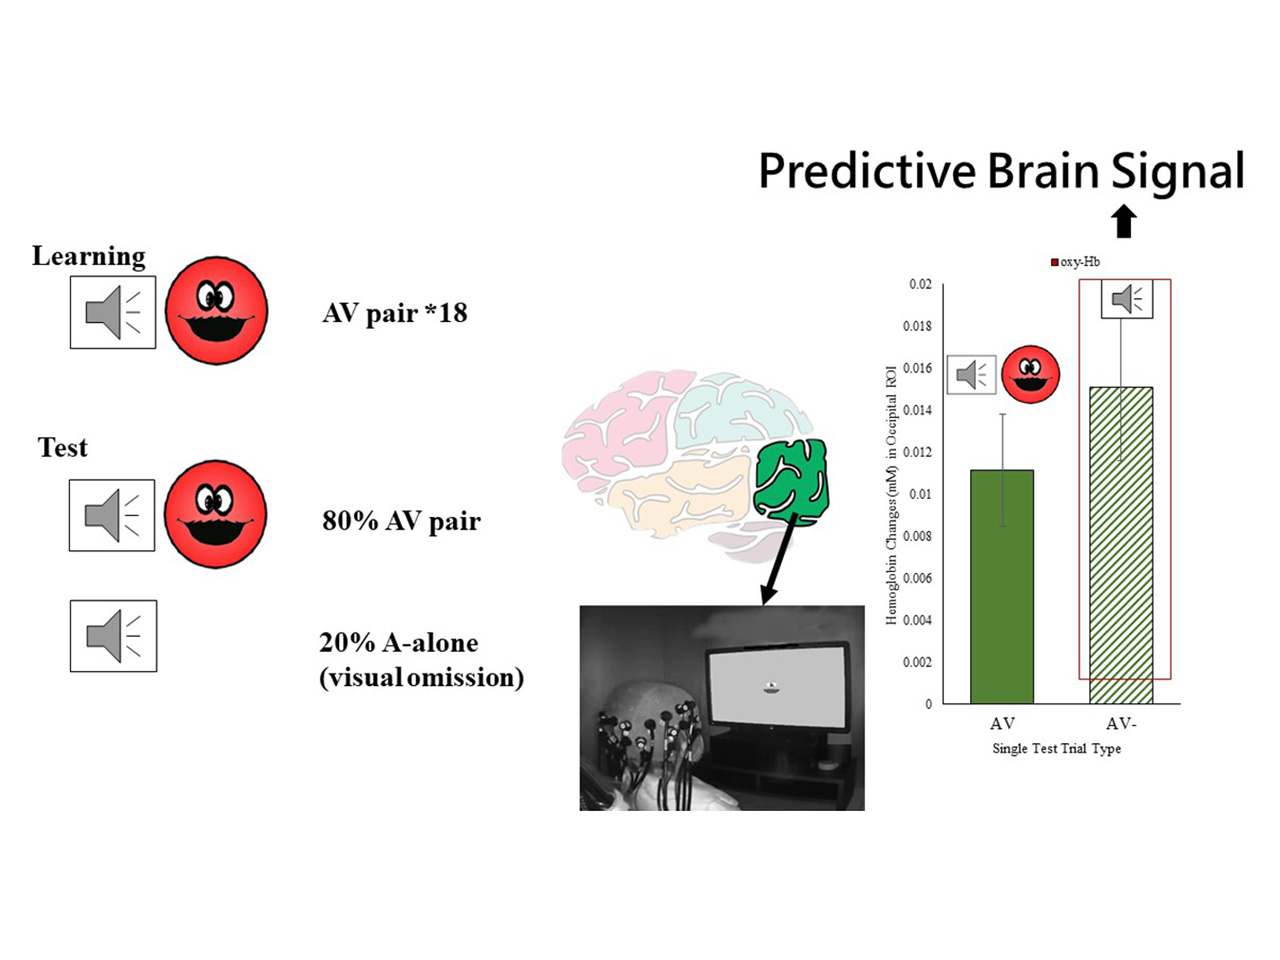 Predictive Brain Signal
Learning
AV pair *18
Test
80% AV pair
20% A-alone
(visual omission)
oxy-Hb
Hemoglobin Changes (mM) in Occipital ROI
0.02
0.018
0.016
0.014
0.012
0.01
0.008
0.006
0.004
0.002
0
AV
AV-
Single Test Trial Type